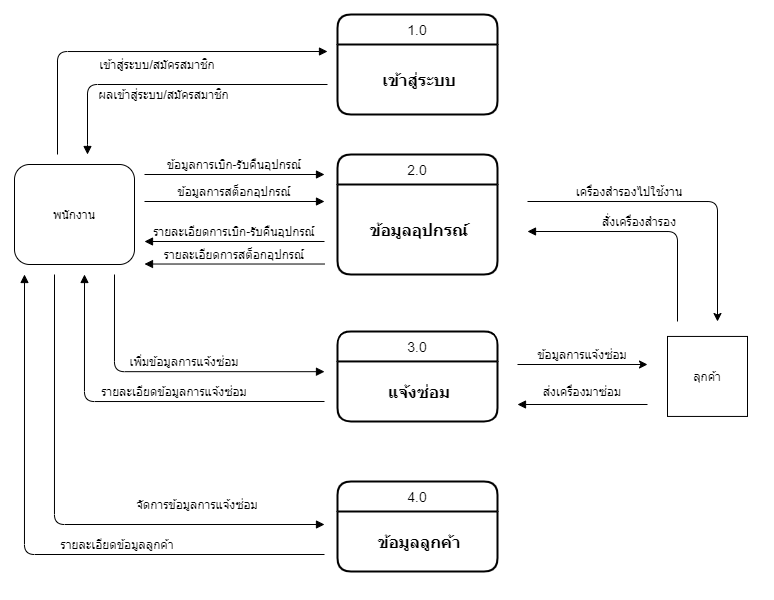 1.0
เข้าสู่ระบบ
เข้าสู่ระบบ/สมัครสมาชิก
ผลเข้าสู่ระบบ/สมัครสมาชิก
พนักงาน
ข้อมูลการเบิก-รับคืนอุปกรณ์
ข้อมูลการสต็อกอุปกรณ์
รายละเอียดการเบิก-รับคืนอุปกรณ์
รายละเอียดการสต็อกอุปกรณ์
2.0
ข้อมูลอุปกรณ์
เครื่องสำรองไปใช้งาน
สั่งเครื่องสำรอง
3.0
แจ้งซ่อม
เพิ่มข้อมูลการแจ้งซ่อม
รายละเอียดข้อมูลการแจ้งซ่อม
ข้อมูลการแจ้งซ่อม
ส่งเครื่องมาซ่อม
ลูกค้า
4.0
ข้อมูลลูกค้า
จัดการข้อมูลการแจ้งซ่อม
รายละเอียดข้อมูลลูกค้า